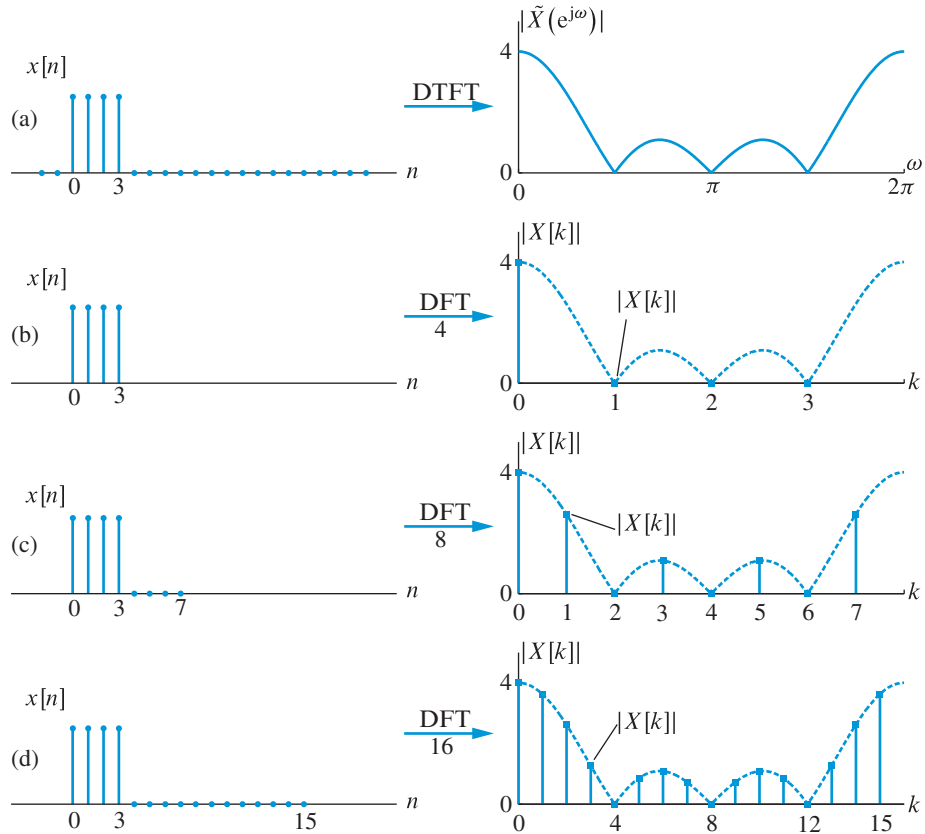 |X̃(e^{jω})|
4
x[n]
DTFT
(a)
0
0 3 n
0 π 2π ω
|X[k]|
x[n]
4
DFT
4
|X[k]|
(b)
0
0 3 n
0 1 2 3 k
|X[k]|
4
x[n]
DFT
8
|X[k]|
(c)
0
0 3 7 n
0 1 2 3 4 5 6 7 k
|X[k]|
x[n]
4
DFT
16
|X[k]|
(d)
0
0 3 15 n
0 4 8 12 15 k